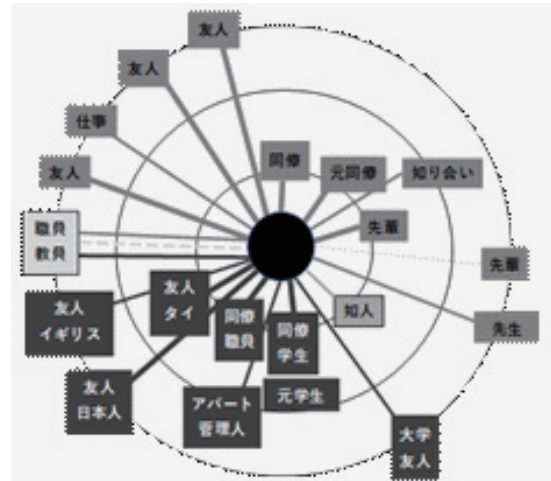 友人
友人
仕事
友人
同僚
元同僚
知り合い
先輩
職員
教員
先輩
友人
タイ
友人
イギリス
同僚
職員
同僚
学生
知人
先生
友人
日本人
アパート
管理人
元学生
大学
友人